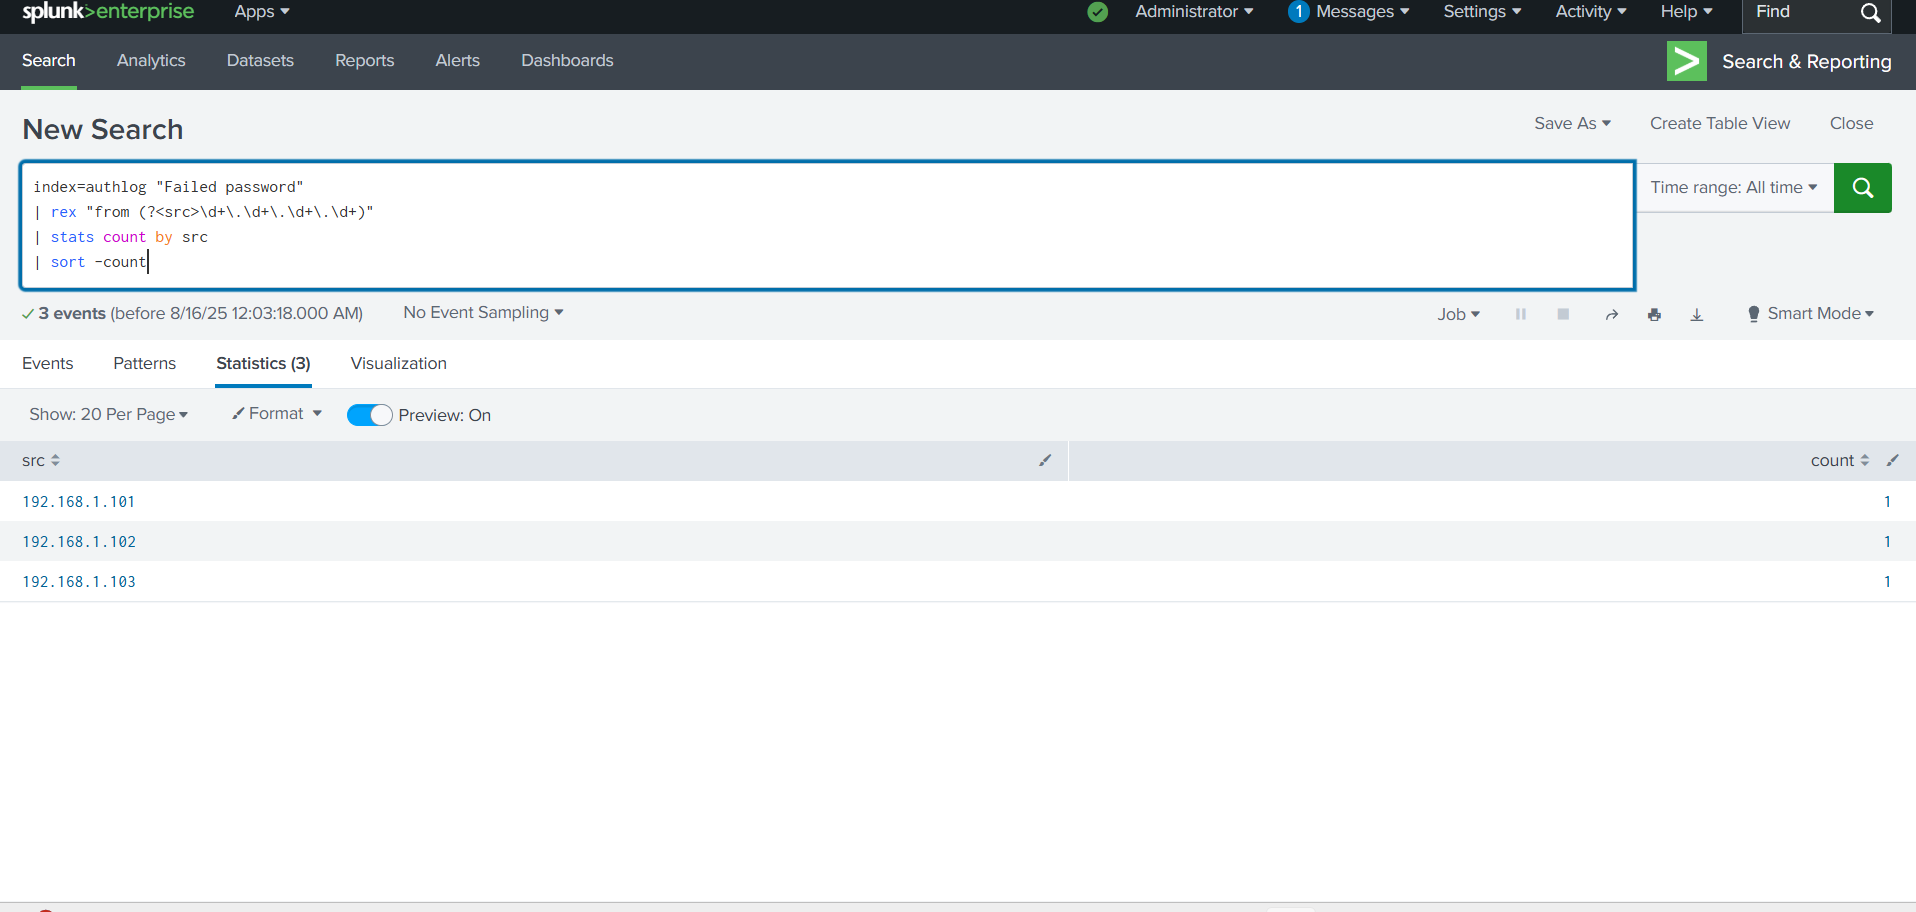 splunk>enterprise Apps Administrator 1 Messages Settings Activity Help Find
Search Analytics Datasets Reports Alerts Dashboards Search & Reporting
New Search Save As Create Table View Close
index=authlog "Failed password"
| rex "from (?<src>\d+\.\d+\.\d+\.\d+)"
| stats count by src
| sort -count
Time range: All time
3 events (before 8/16/25 12:03:18.000 AM) No Event Sampling Job Smart Mode
Events Patterns Statistics (3) Visualization
Show: 20 Per Page Format Preview: On
src count
192.168.1.101 1
192.168.1.102 1
192.168.1.103 1